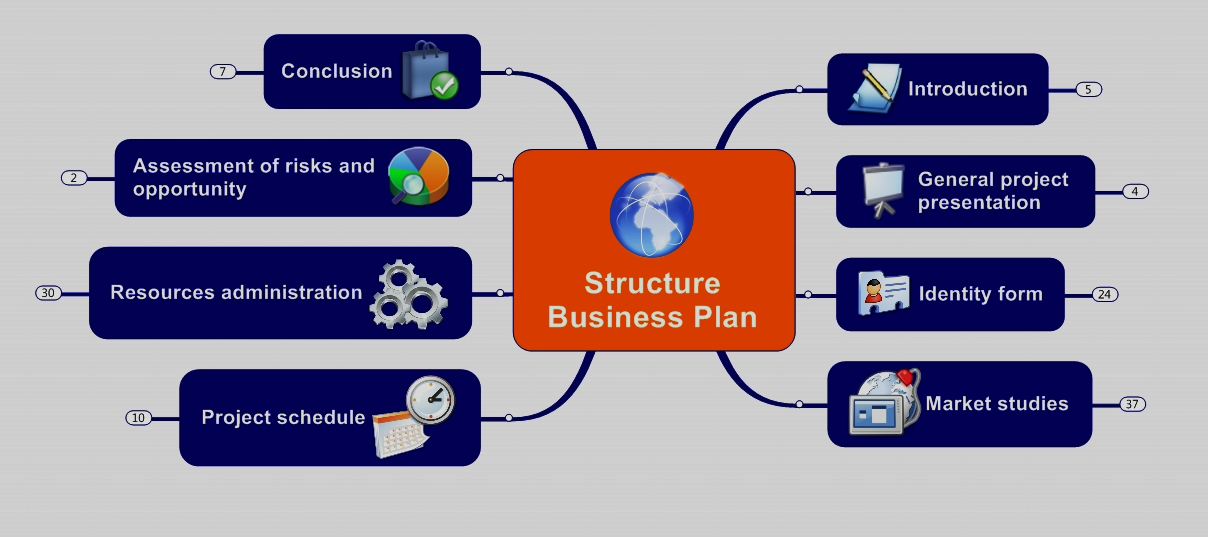 Structure
Business Plan
Introduction
5
General project
presentation
4
Identity form
24
Market studies
37
Project schedule
10
Resources administration
30
Assessment of risks and
opportunity
2
Conclusion
7